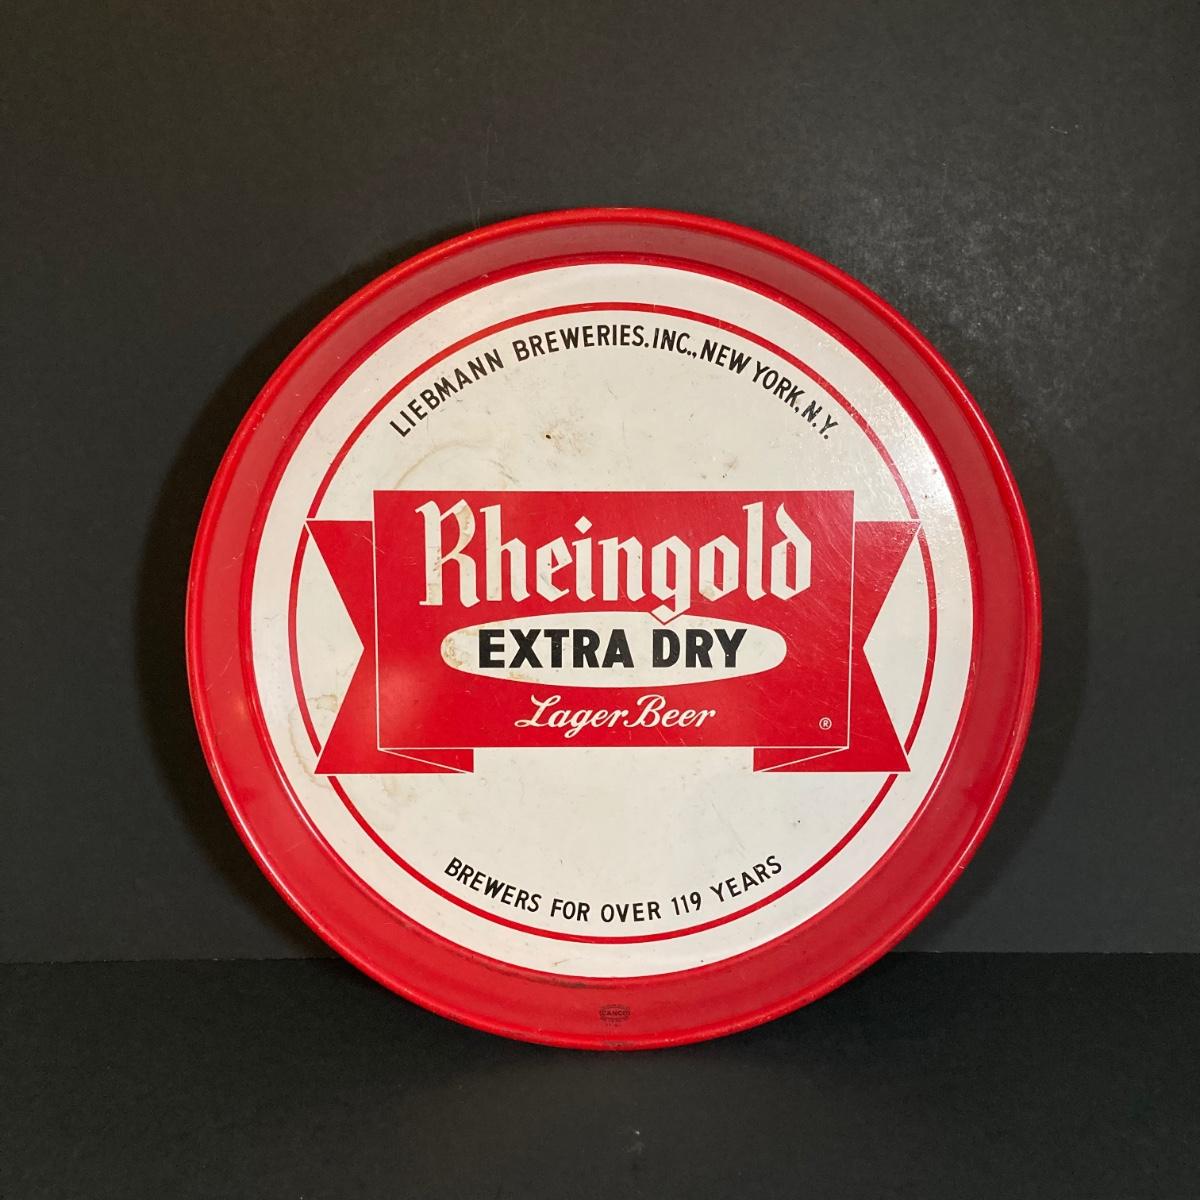 LIEBMANN BREWERIES. INC., NEW YORK, N.Y.
Rheingold
EXTRA DRY
Lager Beer
®
BREWERS FOR OVER 119 YEARS
CANCO